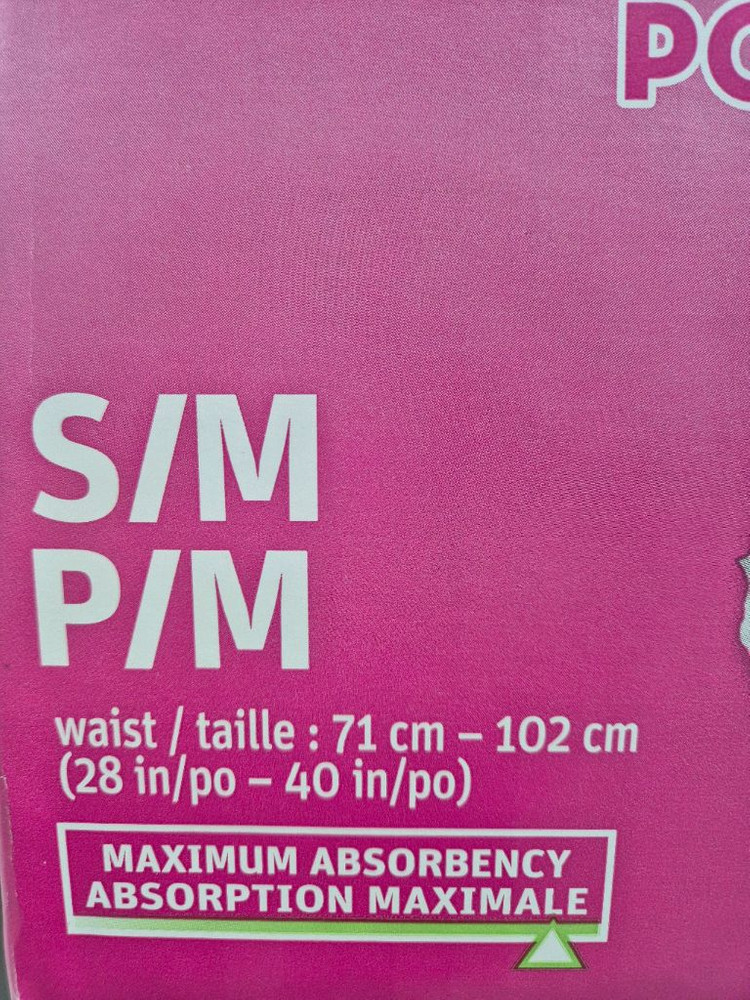 S/M
P/M
waist / taille : 71 cm – 102 cm
(28 in/po – 40 in/po)
MAXIMUM ABSORBENCY
ABSORPTION MAXIMALE